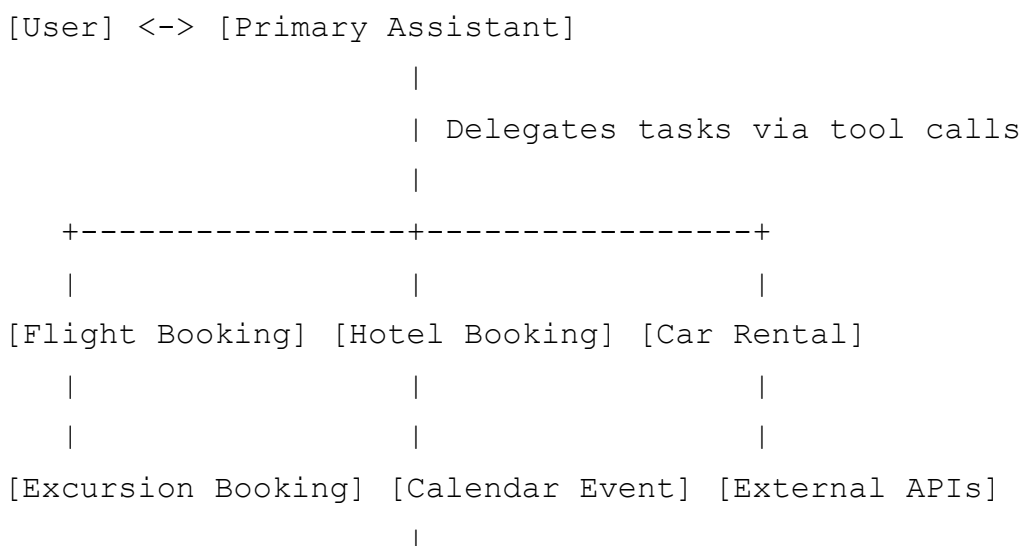 [User] <-> [Primary Assistant]
|
| Delegates tasks via tool calls
|
+-----------------+-----------------+
| | |
[Flight Booking] [Hotel Booking] [Car Rental]
| | |
| | |
[Excursion Booking] [Calendar Event] [External APIs]
|